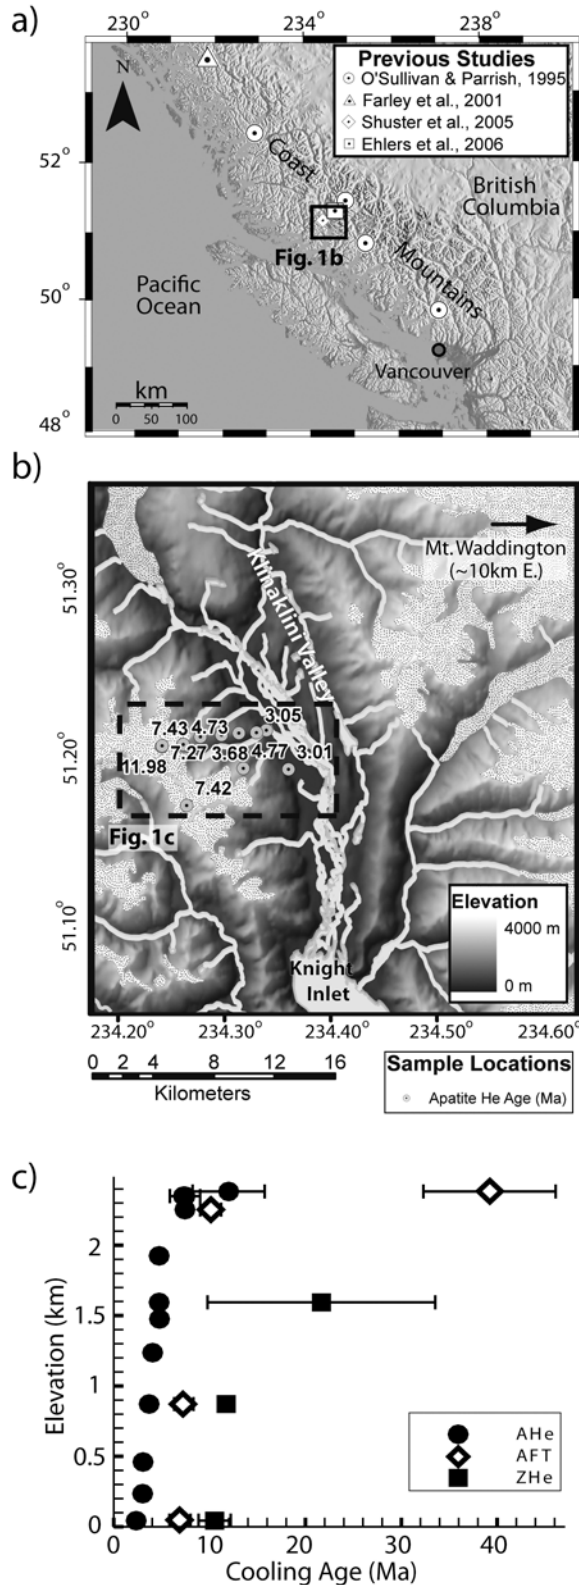 a)
230° 234° 238°
N
Previous Studies
O'Sullivan & Parrish, 1995
Farley et al., 2001
Shuster et al., 2005
Ehlers et al., 2006
52°
Coast
British
Columbia
Fig. 1b
Pacific
Ocean
Mountains
50°
Vancouver
km
0 50 100
48°
b)
Mt. Waddington
(~10km E.)
51.30°
Klinaklini Valley
3.05
7.43 4.73
51.20°
7.27 3.68 4.77 3.01
11.98
7.42
Fig. 1c
Elevation
4000 m
0 m
51.10°
Knight
Inlet
234.20° 234.30° 234.40° 234.50° 234.60°
0 2 4 8 12 16
Kilometers
Sample Locations
Apatite He Age (Ma)
c)
2
1.5
1
0.5
0
Elevation (km)
AHe
AFT
ZHe
0 10 20 30 40
Cooling Age (Ma)